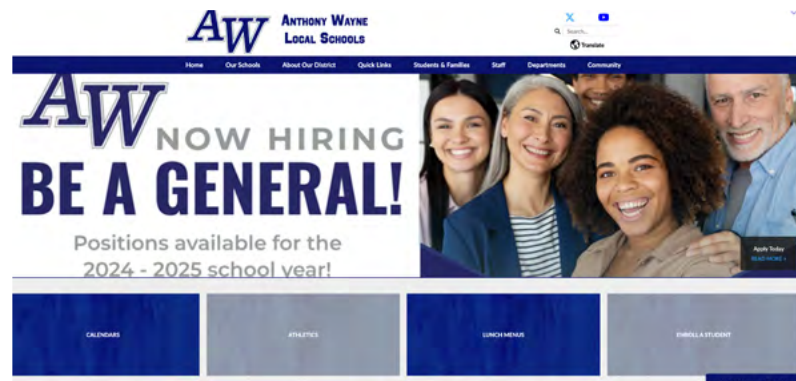 AW
ANTHONY WAYNE
LOCAL SCHOOLS
Search...
Translate
Home Our Schools About Our District Quick Links Students & Families Staff Departments Community
AW
NOW HIRING
BE A GENERAL!
Positions available for the
2024 - 2025 school year!
Apply Today
READ MORE >
CALENDARS ATHLETICS LUNCH MENUS ENROLL A STUDENT